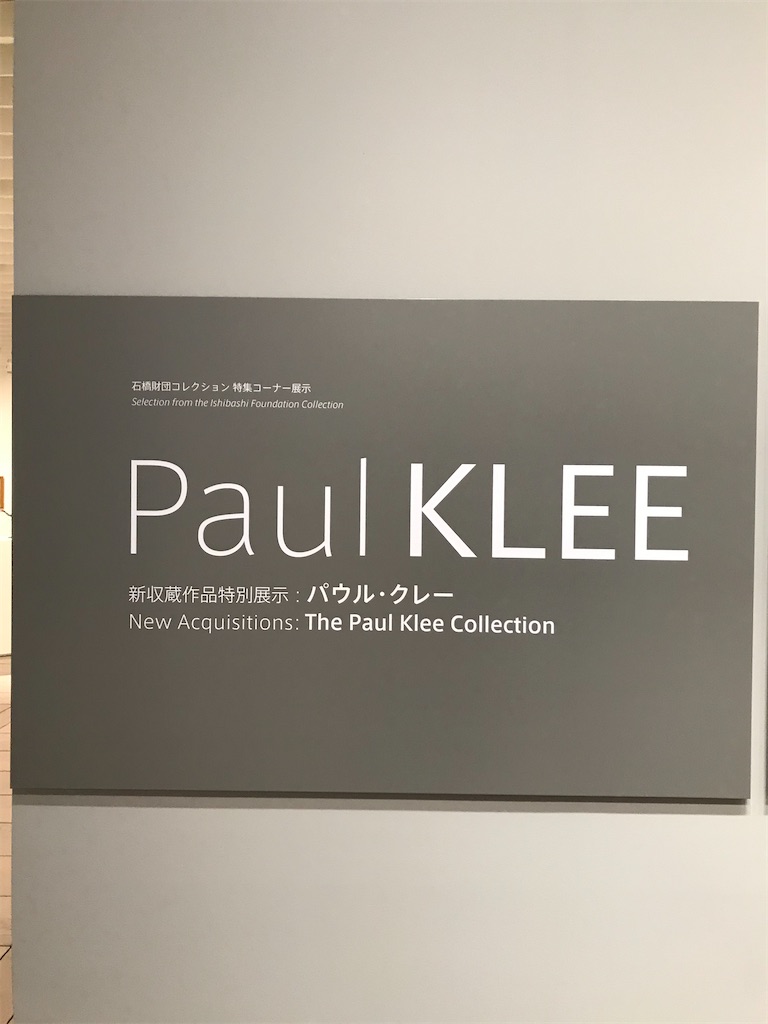 石橋財団コレクション 特集コーナー展示
Selection from the Ishibashi Foundation Collection
Paul KLEE
新収蔵作品特別展示：パウル・クレー
New Acquisitions: The Paul Klee Collection